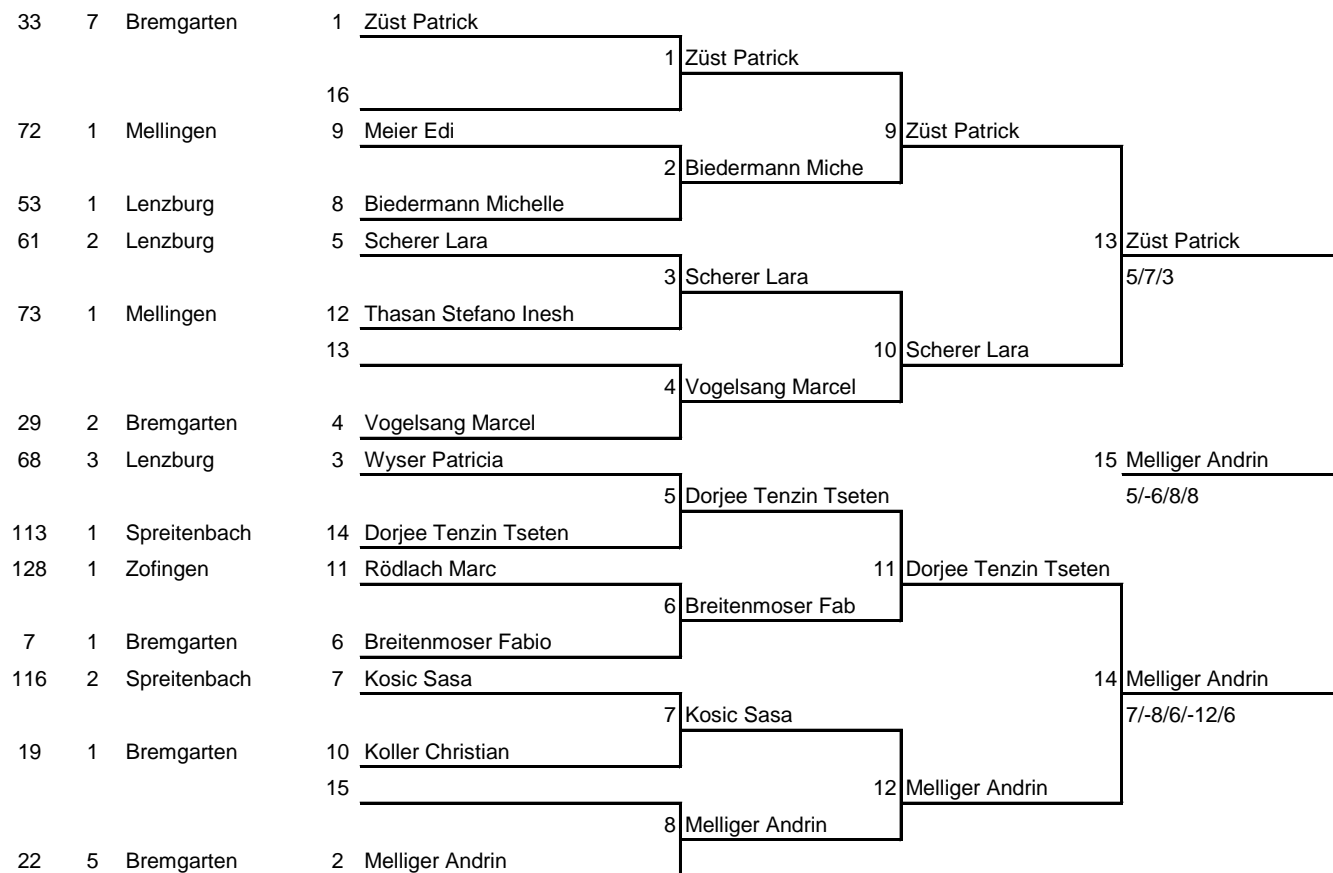 33 7 Bremgarten 1 Züst Patrick
1 Züst Patrick
16
72 1 Mellingen 9 Meier Edi 9 Züst Patrick
2 Biedermann Miche
53 1 Lenzburg 8 Biedermann Michelle
61 2 Lenzburg 5 Scherer Lara 13 Züst Patrick
3 Scherer Lara 5/7/3
73 1 Mellingen 12 Thasan Stefano Inesh
13 10 Scherer Lara
4 Vogelsang Marcel
29 2 Bremgarten 4 Vogelsang Marcel
68 3 Lenzburg 3 Wyser Patricia 15 Melliger Andrin
5 Dorjee Tenzin Tseten 5/-6/8/8
113 1 Spreitenbach 14 Dorjee Tenzin Tseten
128 1 Zofingen 11 Rödlach Marc 11 Dorjee Tenzin Tseten
6 Breitenmoser Fab
7 1 Bremgarten 6 Breitenmoser Fabio
116 2 Spreitenbach 7 Kosic Sasa 14 Melliger Andrin
7 Kosic Sasa 7/-8/6/-12/6
19 1 Bremgarten 10 Koller Christian
15 12 Melliger Andrin
8 Melliger Andrin
22 5 Bremgarten 2 Melliger Andrin